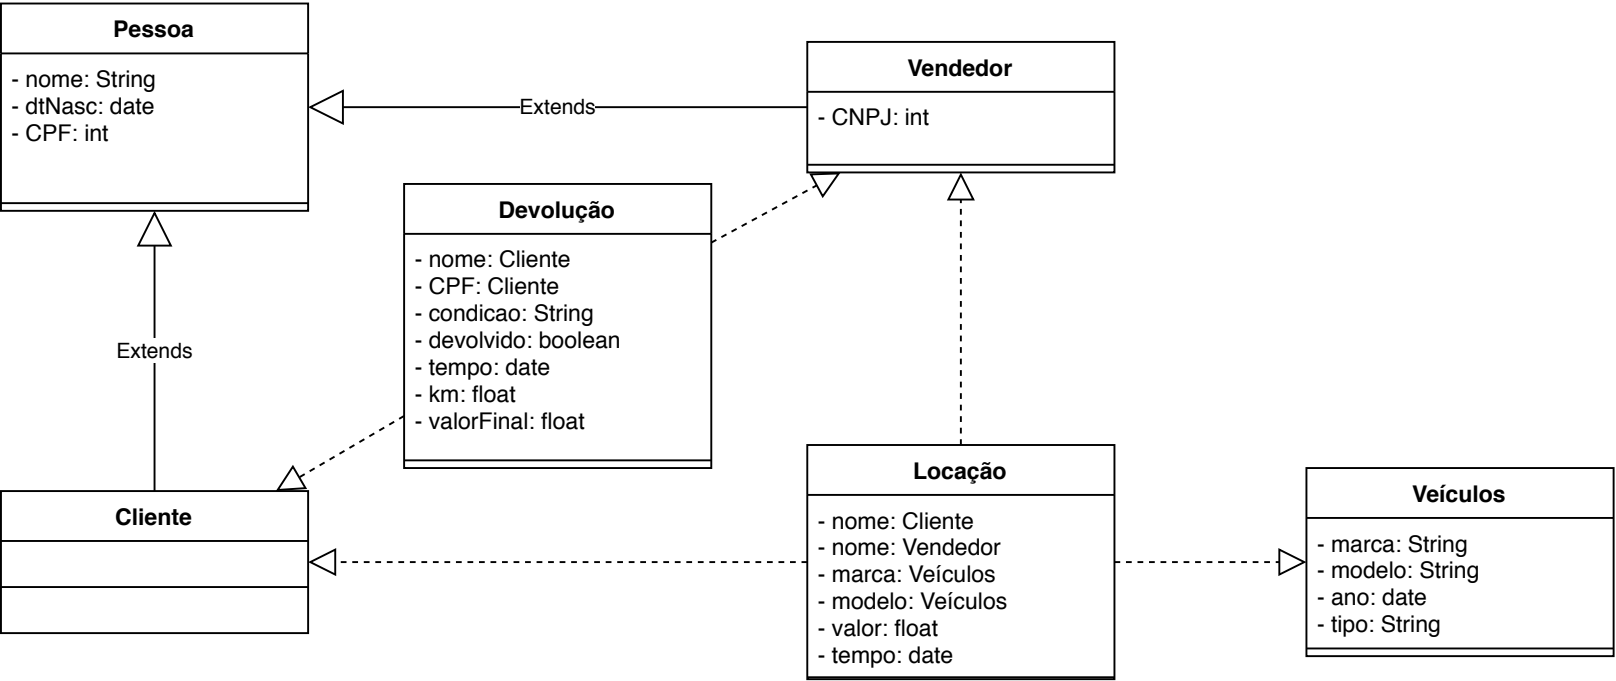 Pessoa
- nome: String
- dtNasc: date
- CPF: int
Extends
Vendedor
- CNPJ: int
Devolução
- nome: Cliente
- CPF: Cliente
- condicao: String
- devolvido: boolean
- tempo: date
- km: float
- valorFinal: float
Extends
Cliente
Locação
- nome: Cliente
- nome: Vendedor
- marca: Veículos
- modelo: Veículos
- valor: float
- tempo: date
Veículos
- marca: String
- modelo: String
- ano: date
- tipo: String